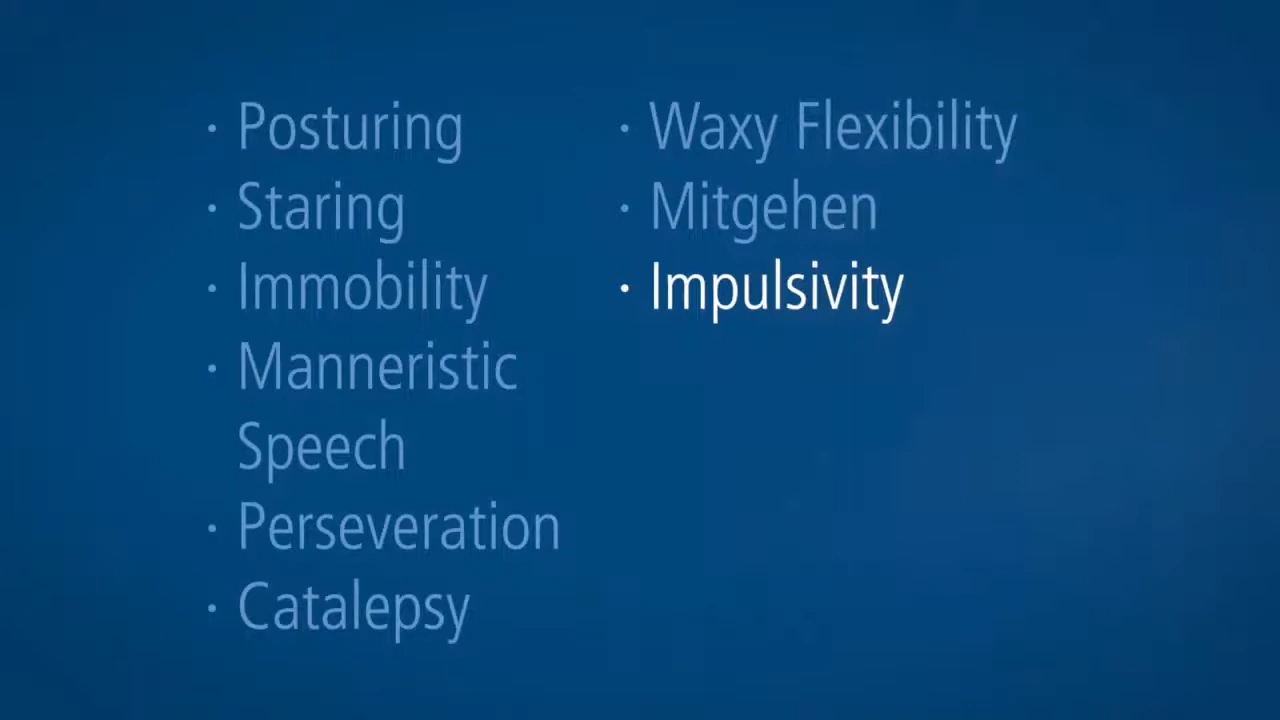 · Posturing
· Staring
· Immobility
· Manneristic
Speech
· Perseveration
· Catalepsy
· Waxy Flexibility
· Mitgehen
· Impulsivity